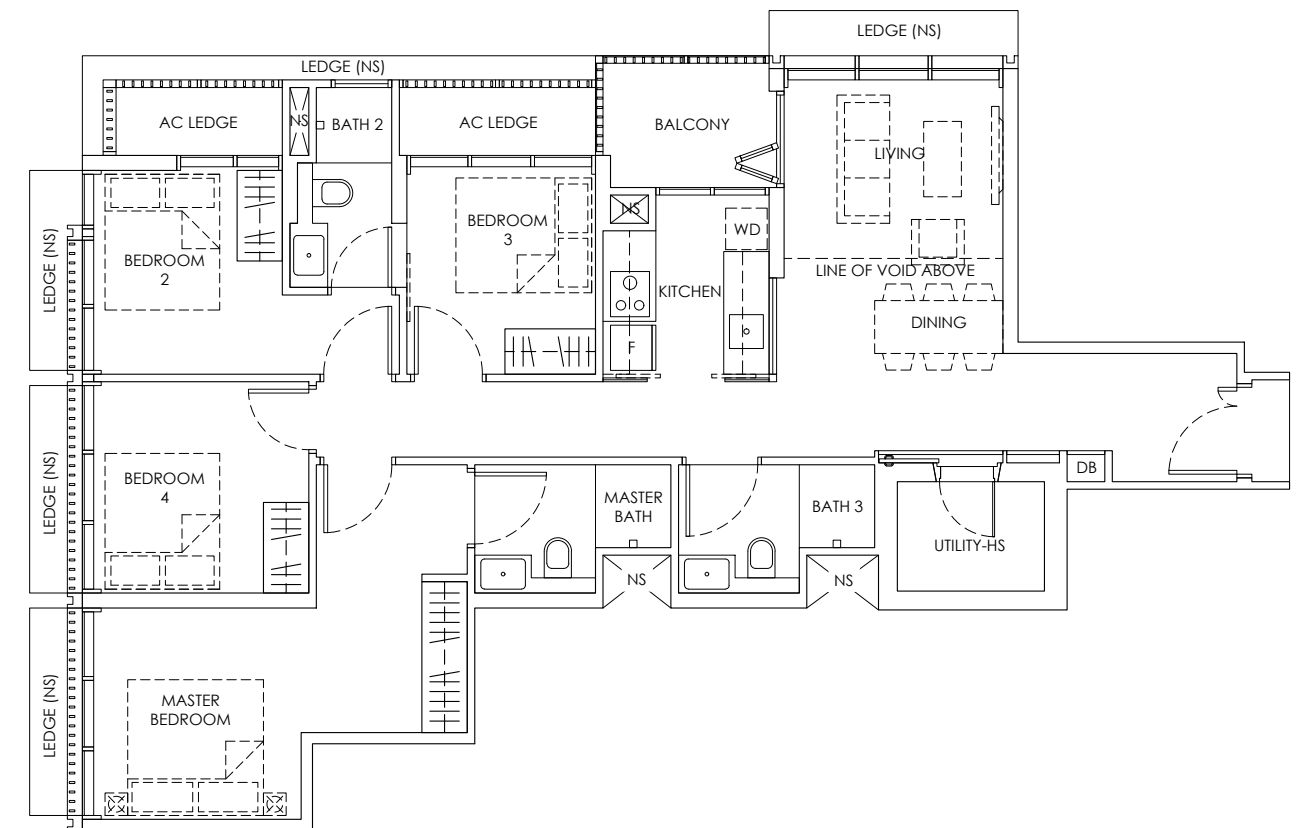 LEDGE (NS)
LEDGE (NS)
AC LEDGE
NS
BATH 2
AC LEDGE
BALCONY
LIVING
BEDROOM
2
BEDROOM
3
NS
WD
LEDGE (NS)
KITCHEN
LINE OF VOID ABOVE
DINING
F
BEDROOM
4
LEDGE (NS)
MASTER
BATH
BATH 3
DB
UTILITY-HS
NS
NS
MASTER
BEDROOM
LEDGE (NS)